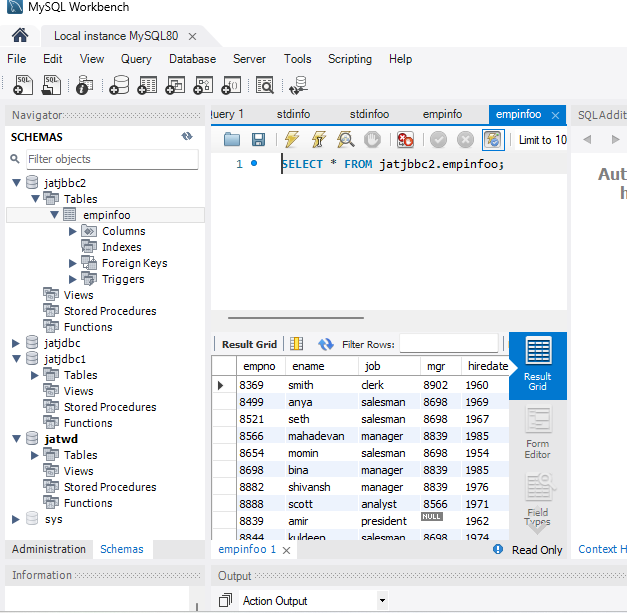 MySQL Workbench
Local instance MySQL80
File Edit View Query Database Server Tools Scripting Help
Navigator
SCHEMAS
Filter objects
jatjbbc2
Tables
empinfoo
Columns
Indexes
Foreign Keys
Triggers
Views
Stored Procedures
Functions
jatjdbc
jatjdbc1
Tables
Views
Stored Procedures
Functions
jatwd
Tables
Views
Stored Procedures
Functions
sys
Administration Schemas
Information
uery 1 stdinfo stdinfoo empinfo empinfoo
Limit to 10
1 SELECT * FROM jatjbbc2.empinfoo;
Result Grid Filter Rows:
empno ename job mgr hiredate
8369 smith clerk 8902 1960
8499 anya salesman 8698 1969
8521 seth salesman 8698 1967
8566 mahadevan manager 8839 1985
8654 momin salesman 8698 1954
8698 bina manager 8839 1985
8882 shivansh manager 8839 1976
8888 scott analyst 8566 1971
8839 amir president NULL 1962
8844 kuldeep salesman 8698 1974
Result
Grid
Form
Editor
Field
Types
empinfoo 1 Read Only
Output
Action Output
SQLAddit
Aut
h
Context H